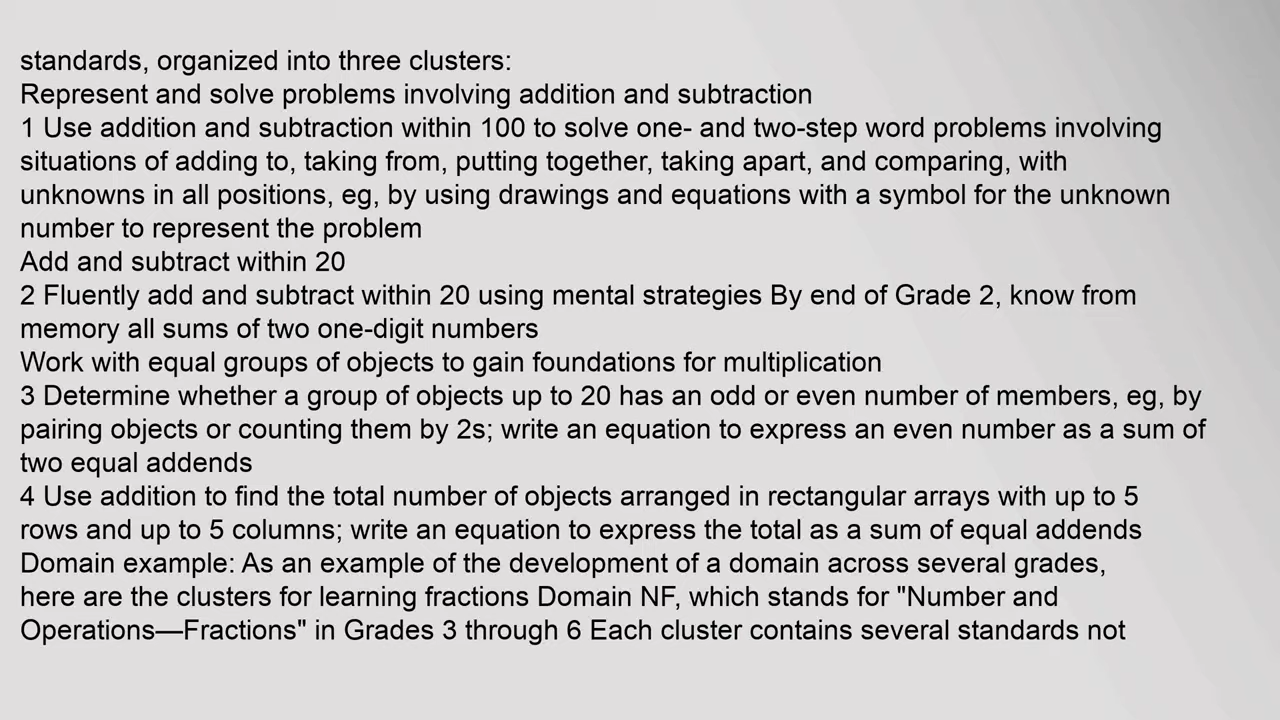 standards, organized into three clusters:
Represent and solve problems involving addition and subtraction
1 Use addition and subtraction within 100 to solve one- and two-step word problems involving
situations of adding to, taking from, putting together, taking apart, and comparing, with
unknowns in all positions, eg, by using drawings and equations with a symbol for the unknown
number to represent the problem
Add and subtract within 20
2 Fluently add and subtract within 20 using mental strategies By end of Grade 2, know from
memory all sums of two one-digit numbers
Work with equal groups of objects to gain foundations for multiplication
3 Determine whether a group of objects up to 20 has an odd or even number of members, eg, by
pairing objects or counting them by 2s; write an equation to express an even number as a sum of
two equal addends
4 Use addition to find the total number of objects arranged in rectangular arrays with up to 5
rows and up to 5 columns; write an equation to express the total as a sum of equal addends
Domain example: As an example of the development of a domain across several grades,
here are the clusters for learning fractions Domain NF, which stands for "Number and
Operations—Fractions" in Grades 3 through 6 Each cluster contains several standards not